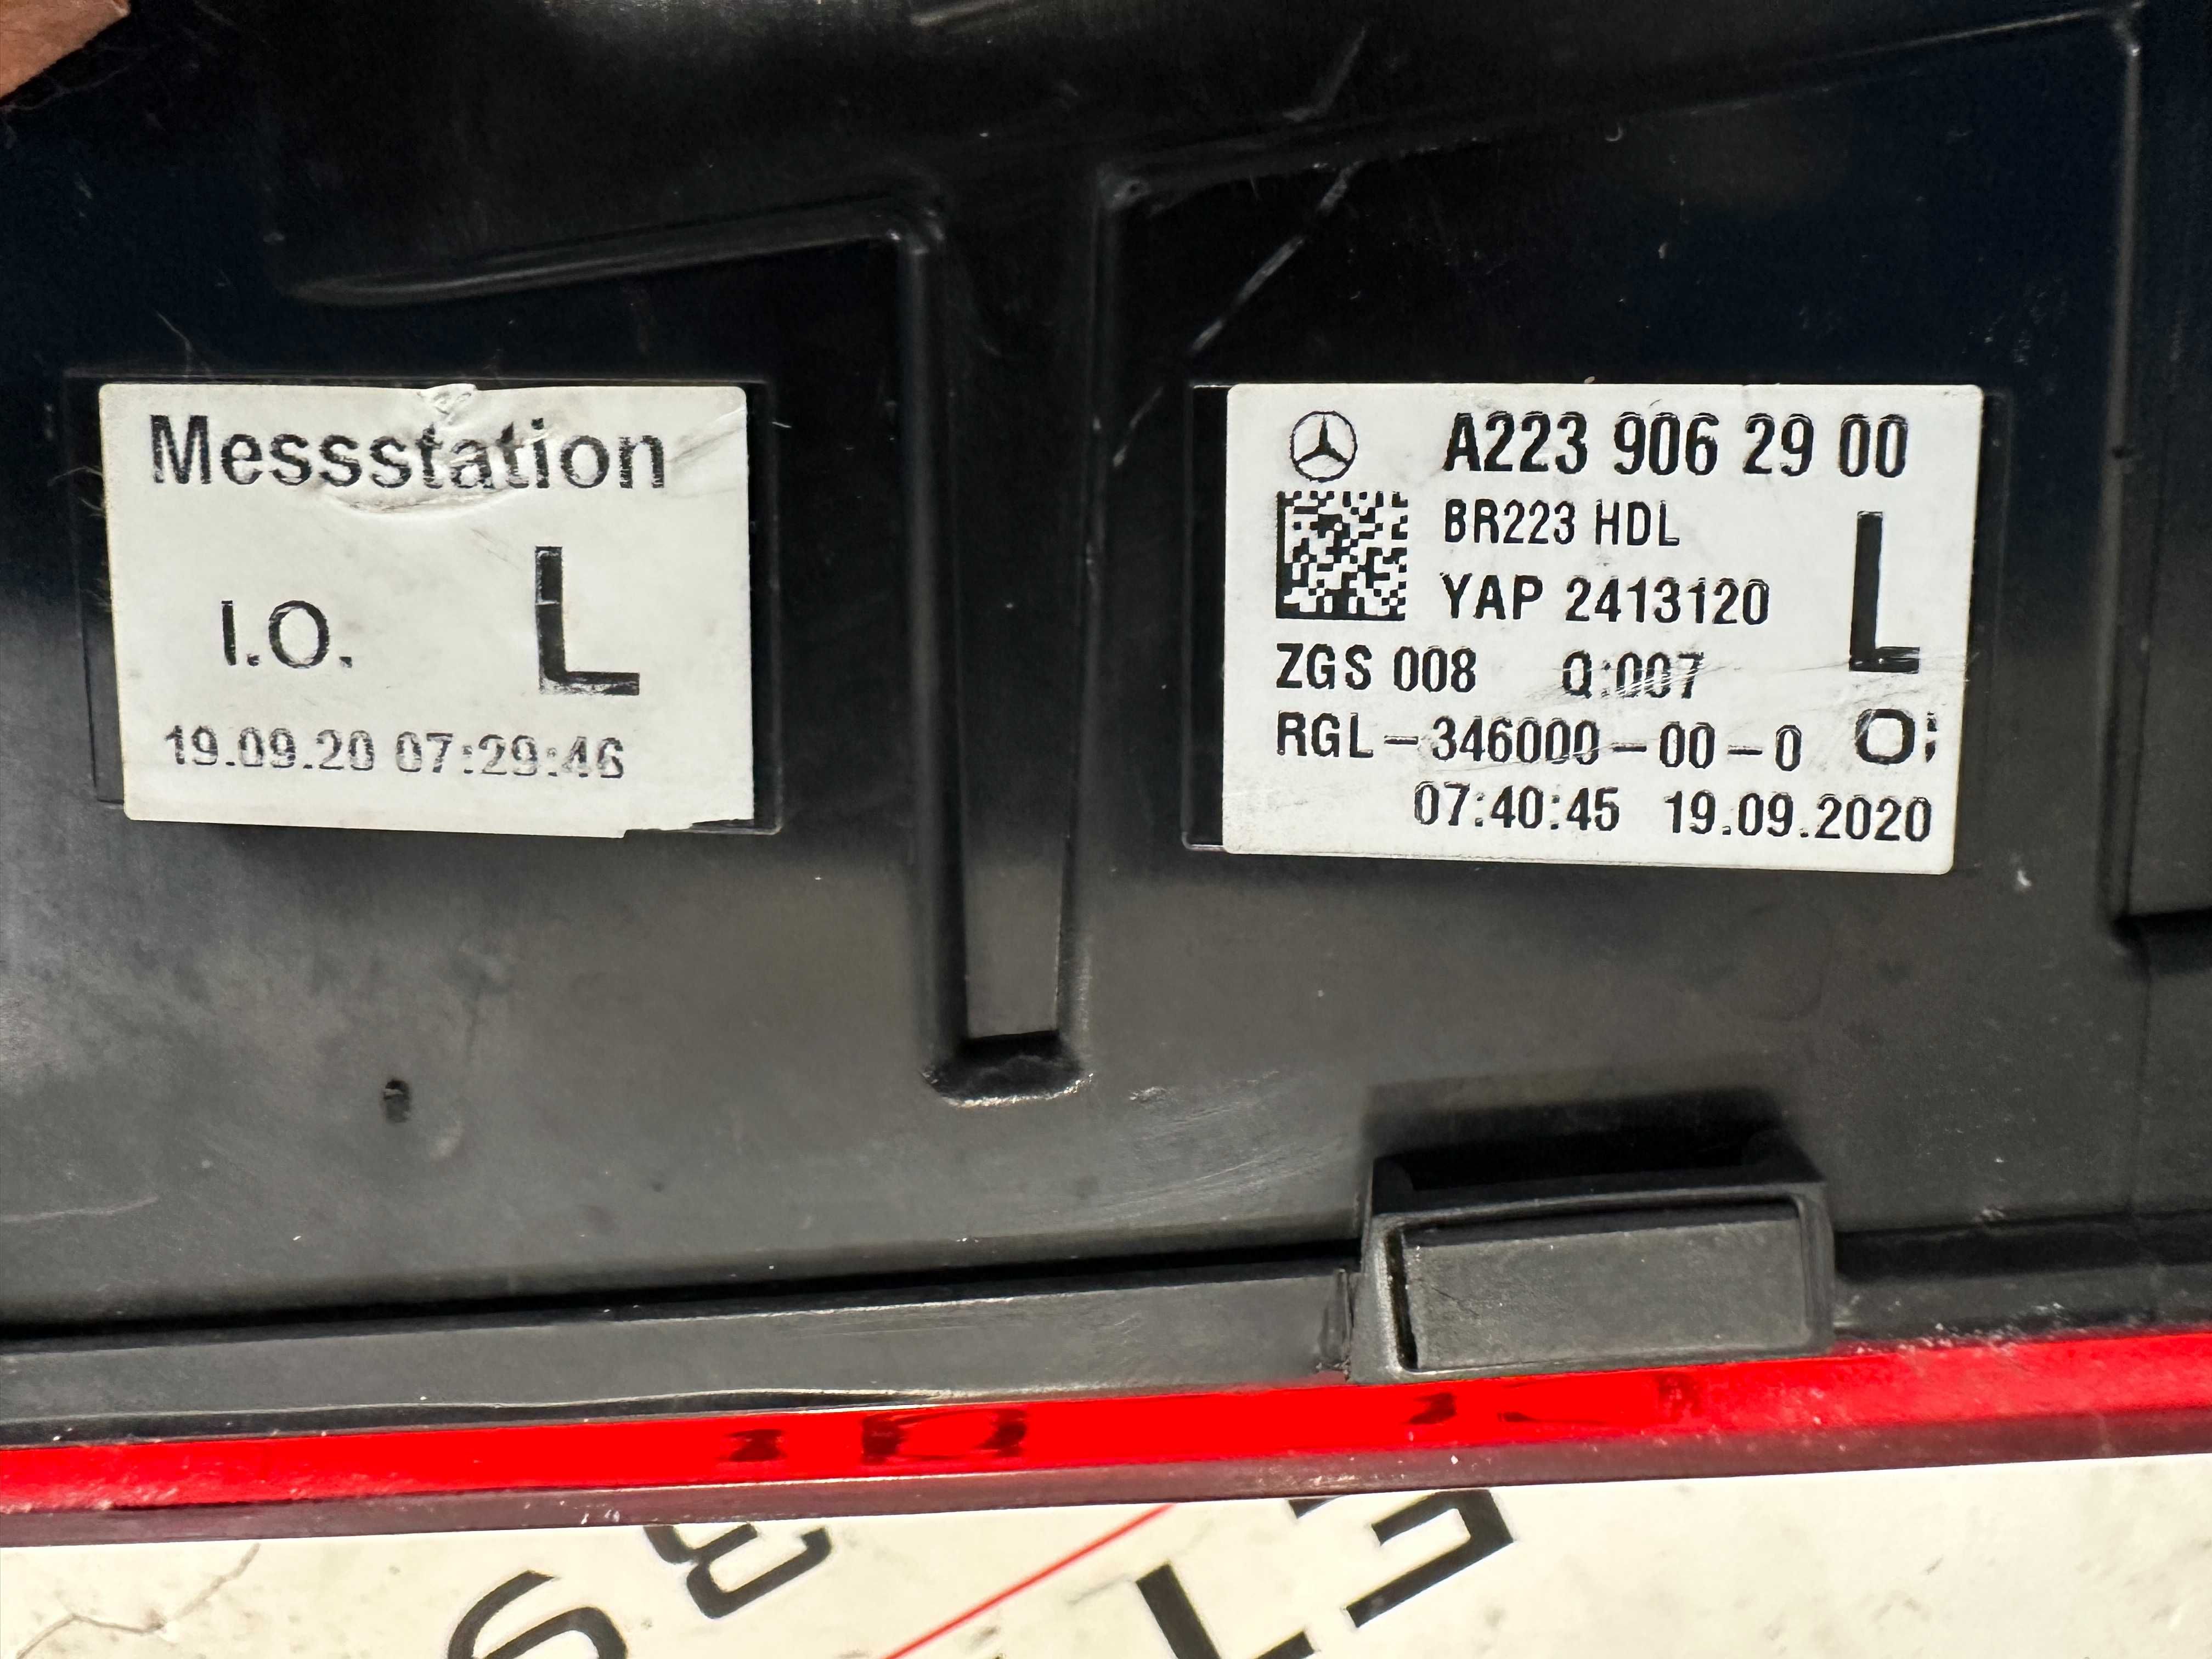 Messstation
I.O. L
19.09.20 07:29:46
A223 906 29 00
BR223 HDL
L
YAP 2413120
ZGS 008 Q:007
RGL-346000-00-0 O;
07:40:45 19.09.2020